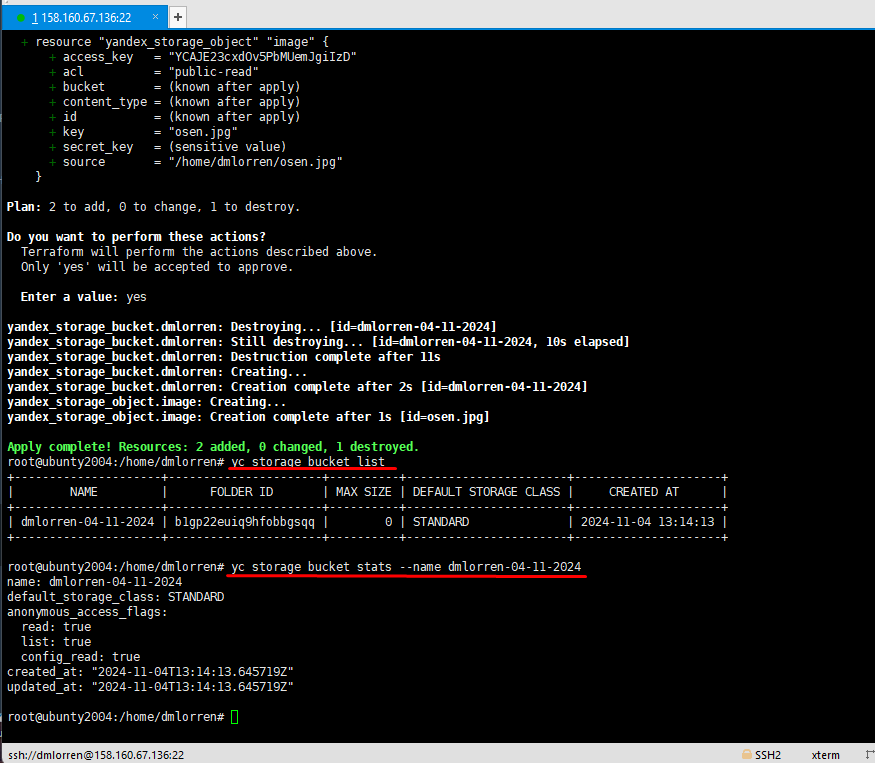 1 158.160.67.136:22 × +
+ resource "yandex_storage_object" "image" {
+ access_key = "YCAJE23cxdOv5PbMUemJgiIzD"
+ acl = "public-read"
+ bucket = (known after apply)
+ content_type = (known after apply)
+ id = (known after apply)
+ key = "osen.jpg"
+ secret_key = (sensitive value)
+ source = "/home/dmlorren/osen.jpg"
}
Plan: 2 to add, 0 to change, 1 to destroy.
Do you want to perform these actions?
Terraform will perform the actions described above.
Only 'yes' will be accepted to approve.
Enter a value: yes
yandex_storage_bucket.dmlorren: Destroying... [id=dmlorren-04-11-2024]
yandex_storage_bucket.dmlorren: Still destroying... [id=dmlorren-04-11-2024, 10s elapsed]
yandex_storage_bucket.dmlorren: Destruction complete after 11s
yandex_storage_bucket.dmlorren: Creating...
yandex_storage_bucket.dmlorren: Creation complete after 2s [id=dmlorren-04-11-2024]
yandex_storage_object.image: Creating...
yandex_storage_object.image: Creation complete after 1s [id=osen.jpg]
Apply complete! Resources: 2 added, 0 changed, 1 destroyed.
root@ubunty2004:/home/dmlorren# yc storage bucket list
+---------------------+----------------------+----------+-----------------------+---------------------+
| NAME | FOLDER ID | MAX SIZE | DEFAULT STORAGE CLASS | CREATED AT |
+---------------------+----------------------+----------+-----------------------+---------------------+
| dmlorren-04-11-2024 | b1gp22euiq9hfobbgsqq | 0 | STANDARD | 2024-11-04 13:14:13 |
+---------------------+----------------------+----------+-----------------------+---------------------+
root@ubunty2004:/home/dmlorren# yc storage bucket stats --name dmlorren-04-11-2024
name: dmlorren-04-11-2024
default_storage_class: STANDARD
anonymous_access_flags:
read: true
list: true
config_read: true
created_at: "2024-11-04T13:14:13.645719Z"
updated_at: "2024-11-04T13:14:13.645719Z"
root@ubunty2004:/home/dmlorren#
ssh://dmlorren@158.160.67.136:22 SSH2 xterm